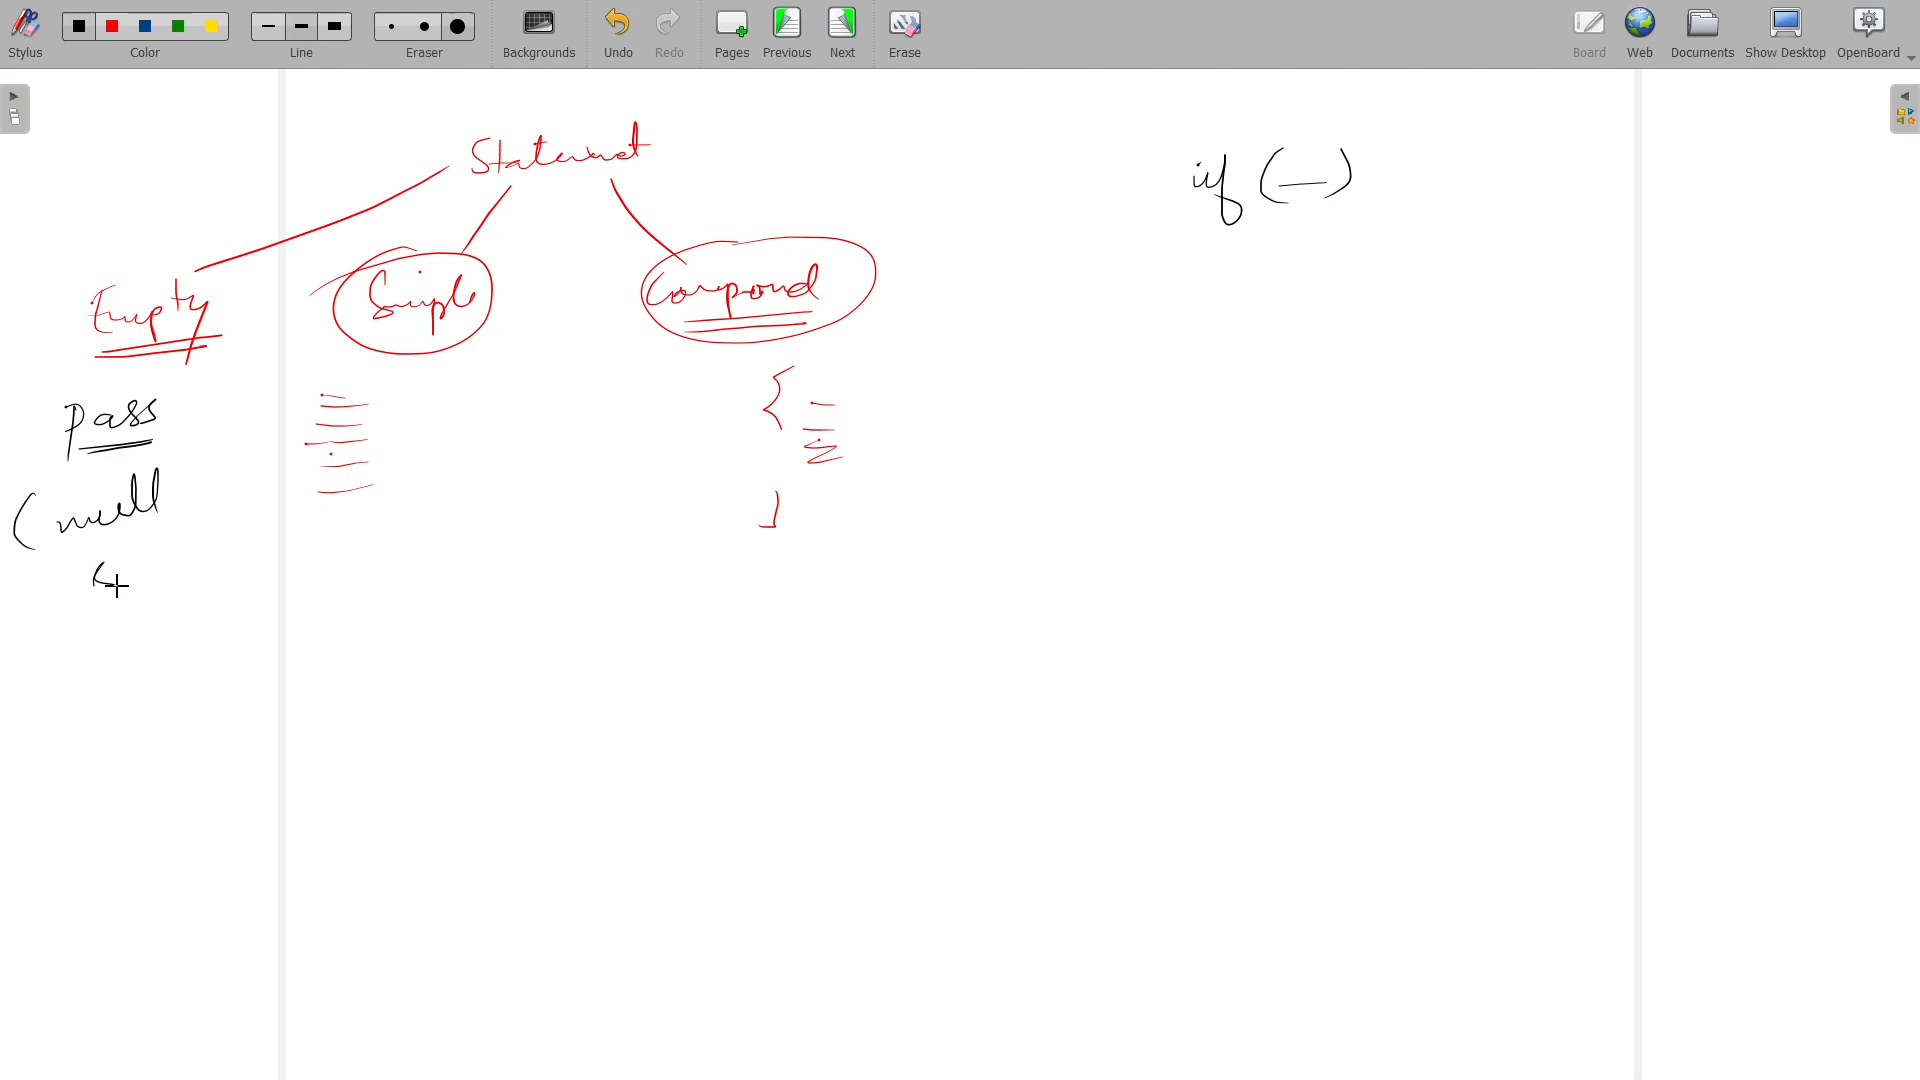 Stylus Color Line Eraser Backgrounds Undo Redo Pages Previous Next Erase Board Web Documents Show Desktop OpenBoard
Statement
if (—)
Empty Simple Compound
pass
(null